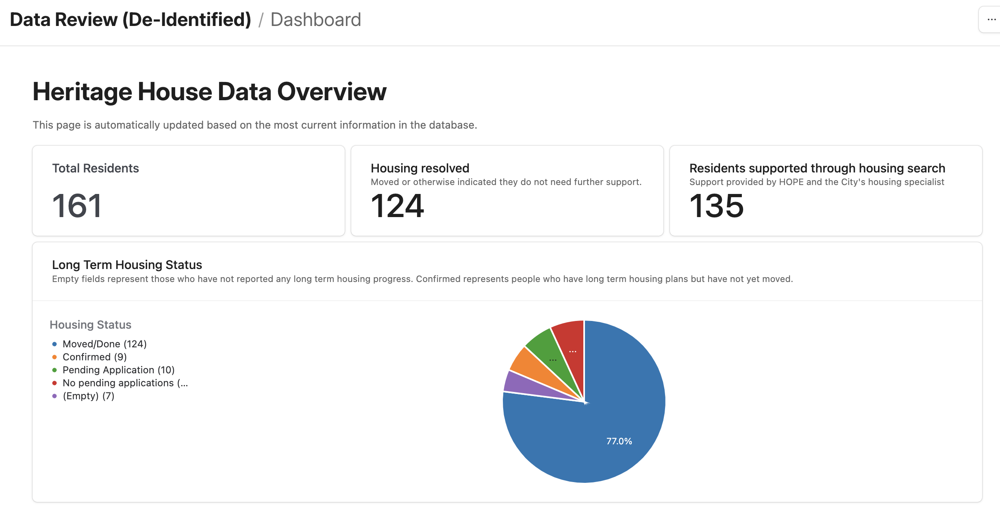 Data Review (De-Identified) / Dashboard
...
Heritage House Data Overview
This page is automatically updated based on the most current information in the database.
Total Residents
161
Housing resolved
Moved or otherwise indicated they do not need further support.
124
Residents supported through housing search
Support provided by HOPE and the City's housing specialist
135
Long Term Housing Status
Empty fields represent those who have not reported any long term housing progress. Confirmed represents people who have long term housing plans but have not yet moved.
Housing Status
Moved/Done (124)
Confirmed (9)
Pending Application (10)
No pending applications (...
(Empty) (7)
...
...
77.0%